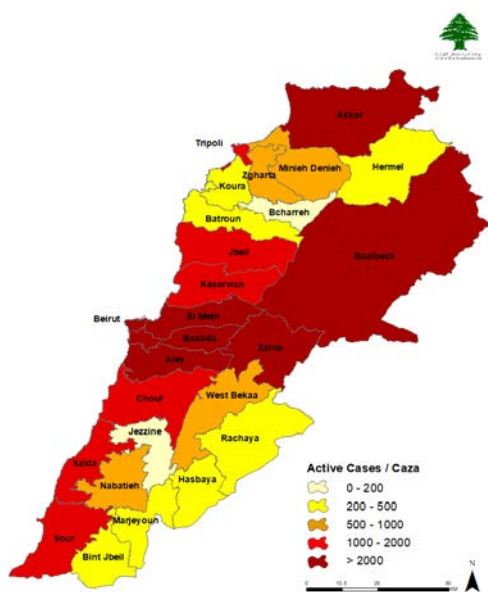 Akkar
Tripoli
Zgharta
Minieh Denieh
Hermel
Koura
Bcharreh
Batroun
Baalbeck
Jbeil
Keserwan
El Metn
Beirut
Baabda
Zahle
Aley
Chouf
West Bekaa
Jezzine
Rachaya
Saida
Nabatieh
Hasbaya
Marjeyoun
Sour
Bint Jbeil
Active Cases / Caza
0 - 200
200 - 500
500 - 1000
1000 - 2000
> 2000
N